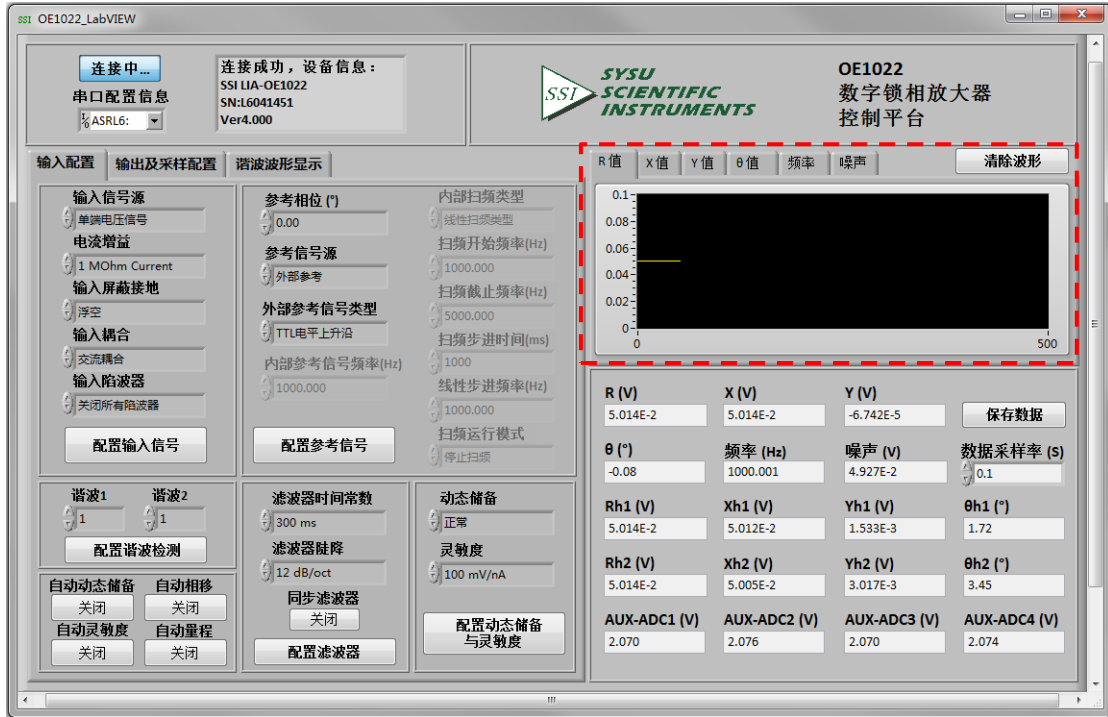 SSI OE1022_LabVIEW
连接中...
串口配置信息
ASRL6:
连接成功，设备信息：
SSI LIA-OE1022
SN:L6041451
Ver4.000
SSI
SYSU
SCIENTIFIC
INSTRUMENTS
OE1022
数字锁相放大器
控制平台
输入配置 输出及采样配置 谐波波形显示
输入信号源
单端电压信号
电流增益
1 MOhm Current
输入屏蔽接地
浮空
输入耦合
交流耦合
输入陷波器
关闭所有陷波器
配置输入信号
参考相位 (°)
0.00
参考信号源
外部参考
外部参考信号类型
TTL电平上升沿
内部参考信号频率(Hz)
1000.000
配置参考信号
内部扫频类型
线性扫频类型
扫频开始频率(Hz)
1000.000
扫频截止频率(Hz)
5000.000
扫频步进时间(ms)
1000
线性步进频率(Hz)
1000.000
扫频运行模式
停止扫频
谐波1 谐波2
1 1
配置谐波检测
自动动态储备 自动相移
关闭 关闭
自动灵敏度 自动量程
关闭 关闭
滤波器时间常数
300 ms
滤波器陡降
12 dB/oct
同步滤波器
关闭
配置滤波器
动态储备
正常
灵敏度
100 mV/nA
配置动态储备
与灵敏度
R 值 X 值 Y 值 θ 值 频率 噪声 清除波形
0.1
0.08
0.06
0.04
0.02
0
0 500
R (V) X (V) Y (V)
5.014E-2 5.014E-2 -6.742E-5 保存数据
θ (°) 频率 (Hz) 噪声 (V) 数据采样率 (S)
-0.08 1000.001 4.927E-2 0.1
Rh1 (V) Xh1 (V) Yh1 (V) θh1 (°)
5.014E-2 5.012E-2 1.533E-3 1.72
Rh2 (V) Xh2 (V) Yh2 (V) θh2 (°)
5.014E-2 5.005E-2 3.017E-3 3.45
AUX-ADC1 (V) AUX-ADC2 (V) AUX-ADC3 (V) AUX-ADC4 (V)
2.070 2.076 2.070 2.074